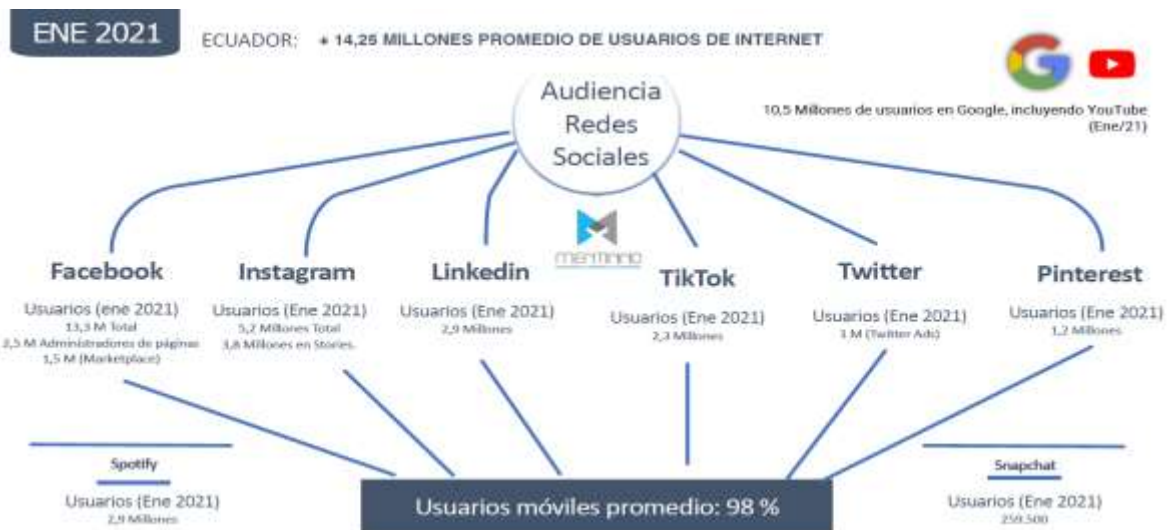 ENE 2021
ECUADOR: + 14,25 MILLONES PROMEDIO DE USUARIOS DE INTERNET
10,5 Millones de usuarios en Google, incluyendo YouTube
(Ene/21)
Audiencia
Redes
Sociales
mentinno
Facebook
Usuarios (ene 2021)
13,3 M Total
2,5 M Administradores de páginas
1,5 M (Marketplace)
Instagram
Usuarios (Ene 2021)
5,2 Millones Total
3,8 Millones en Stories.
Linkedin
Usuarios (Ene 2021)
2,9 Millones
TikTok
Usuarios (Ene 2021)
2,3 Millones
Twitter
Usuarios (Ene 2021)
1 M (Twitter Ads)
Pinterest
Usuarios (Ene 2021)
1,2 Millones
Spotify
Usuarios (Ene 2021)
2,9 Millones
Usuarios móviles promedio: 98 %
Snapchat
Usuarios (Ene 2021)
259.500